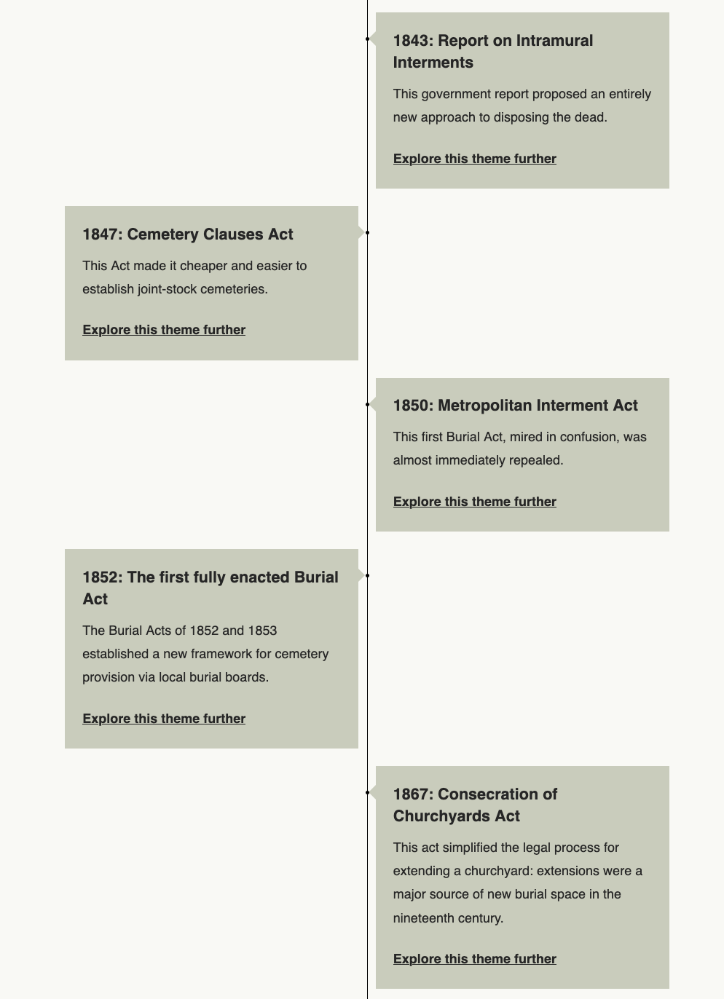 1843: Report on Intramural
Interments
This government report proposed an entirely
new approach to disposing the dead.
Explore this theme further
1847: Cemetery Clauses Act
This Act made it cheaper and easier to
establish joint-stock cemeteries.
Explore this theme further
1850: Metropolitan Interment Act
This first Burial Act, mired in confusion, was
almost immediately repealed.
Explore this theme further
1852: The first fully enacted Burial
Act
The Burial Acts of 1852 and 1853
established a new framework for cemetery
provision via local burial boards.
Explore this theme further
1867: Consecration of
Churchyards Act
This act simplified the legal process for
extending a churchyard: extensions were a
major source of new burial space in the
nineteenth century.
Explore this theme further